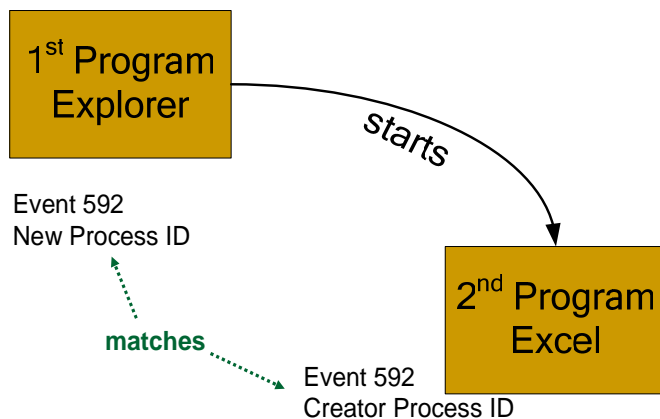 1st Program
Explorer
starts
Event 592
New Process ID
2nd Program
Excel
matches
Event 592
Creator Process ID